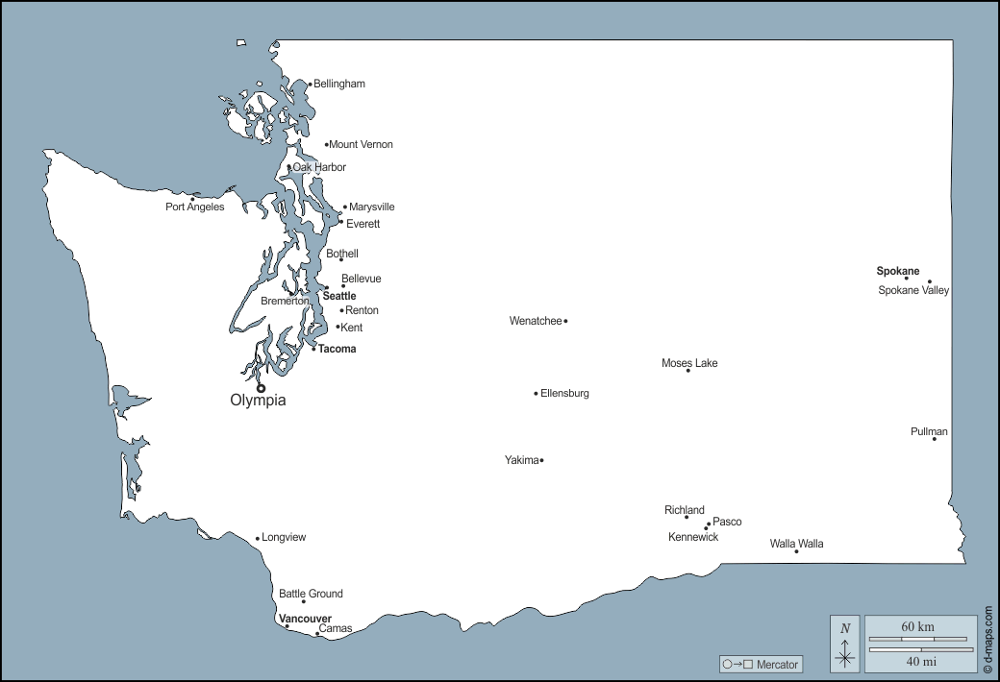 Bellingham
Mount Vernon
Oak Harbor
Port Angeles
Marysville
Everett
Bothell
Bellevue
Seattle
Bremerton
Renton
Kent
Tacoma
Olympia
Spokane
Spokane Valley
Wenatchee
Moses Lake
Ellensburg
Pullman
Yakima
Richland
Pasco
Kennewick
Walla Walla
Longview
Battle Ground
Vancouver
Camas
Mercator
N
60 km
40 mi
© d-maps.com